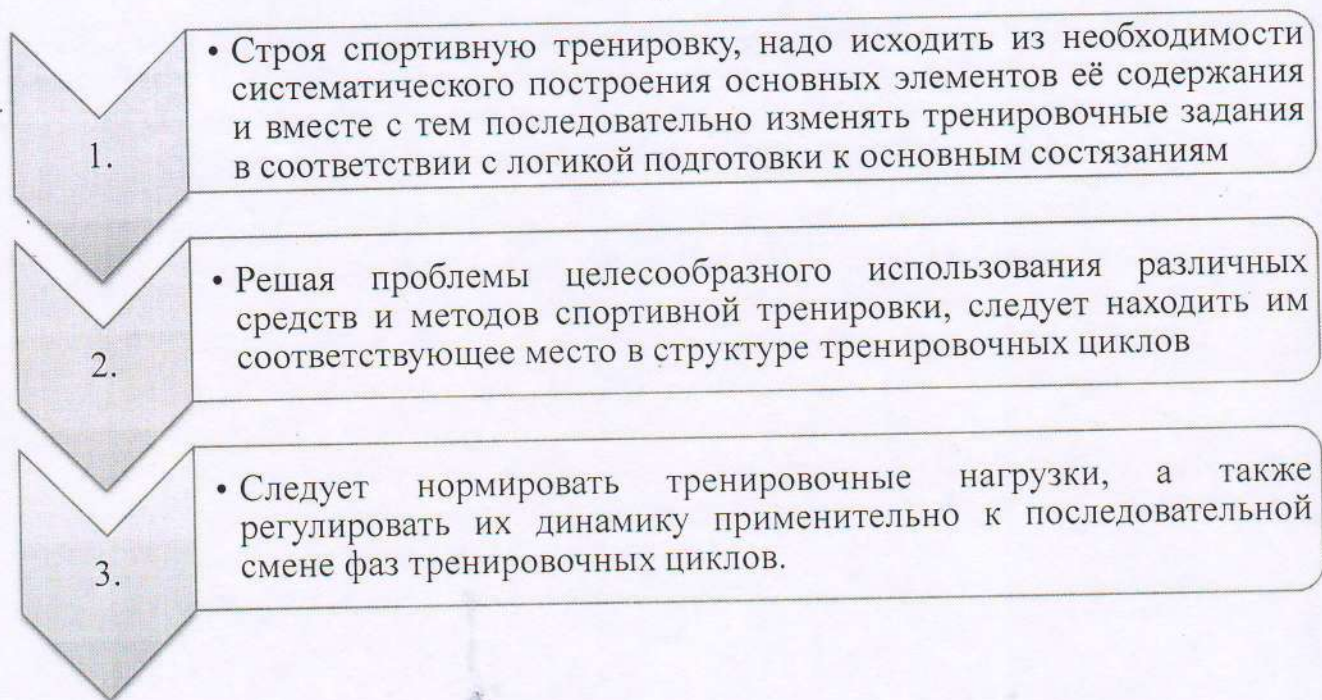 1.
• Строя спортивную тренировку, надо исходить из необходимости
систематического построения основных элементов её содержания
и вместе с тем последовательно изменять тренировочные задания
в соответствии с логикой подготовки к основным состязаниям
2.
• Решая проблемы целесообразного использования различных
средств и методов спортивной тренировки, следует находить им
соответствующее место в структуре тренировочных циклов
3.
• Следует нормировать тренировочные нагрузки, а также
регулировать их динамику применительно к последовательной
смене фаз тренировочных циклов.